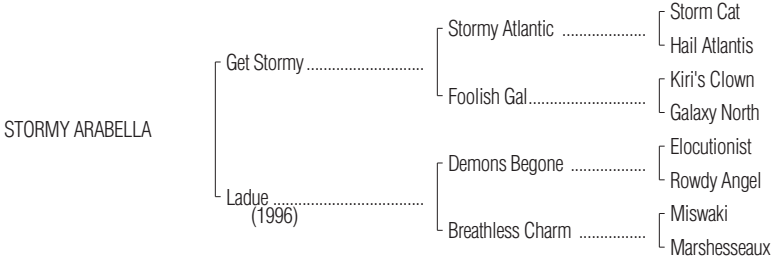 Storm Cat
Stormy Atlantic ..................
Hail Atlantis
Get Stormy ............................
Kiri's Clown
Foolish Gal............................
Galaxy North
STORMY ARABELLA
Elocutionist
Demons Begone ..................
Rowdy Angel
Ladue ....................................
(1996)
Miswaki
Breathless Charm ................
Marshesseaux